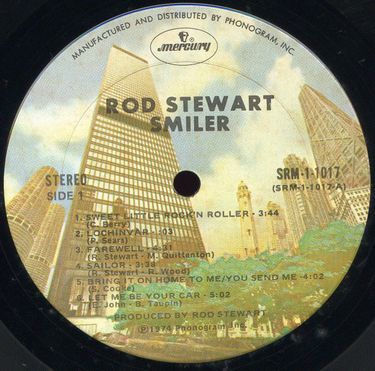 MANUFACTURED AND DISTRIBUTED BY PHONOGRAM, INC.
mercury
ROD STEWART
SMILER
STEREO
SIDE 1
SRM-1-1017
(SRM-1-1017-A)
1. SWEET LITTLE ROCK'N ROLLER - 3:44
(C. Berry)
2. LOCHINVAR - :03
(P. Sears)
3. FAREWELL - 4:31
(R. Stewart - M. Quittenton)
4. SAILOR - 3:38
(R. Stewart - R. Wood)
5. BRING IT ON HOME TO ME/YOU SEND ME - 4:02
(S. Cooke)
6. LET ME BE YOUR CAR - 5:02
(E. John - B. Taupin)
PRODUCED BY ROD STEWART
Ⓟ1974 Phonogram Inc.